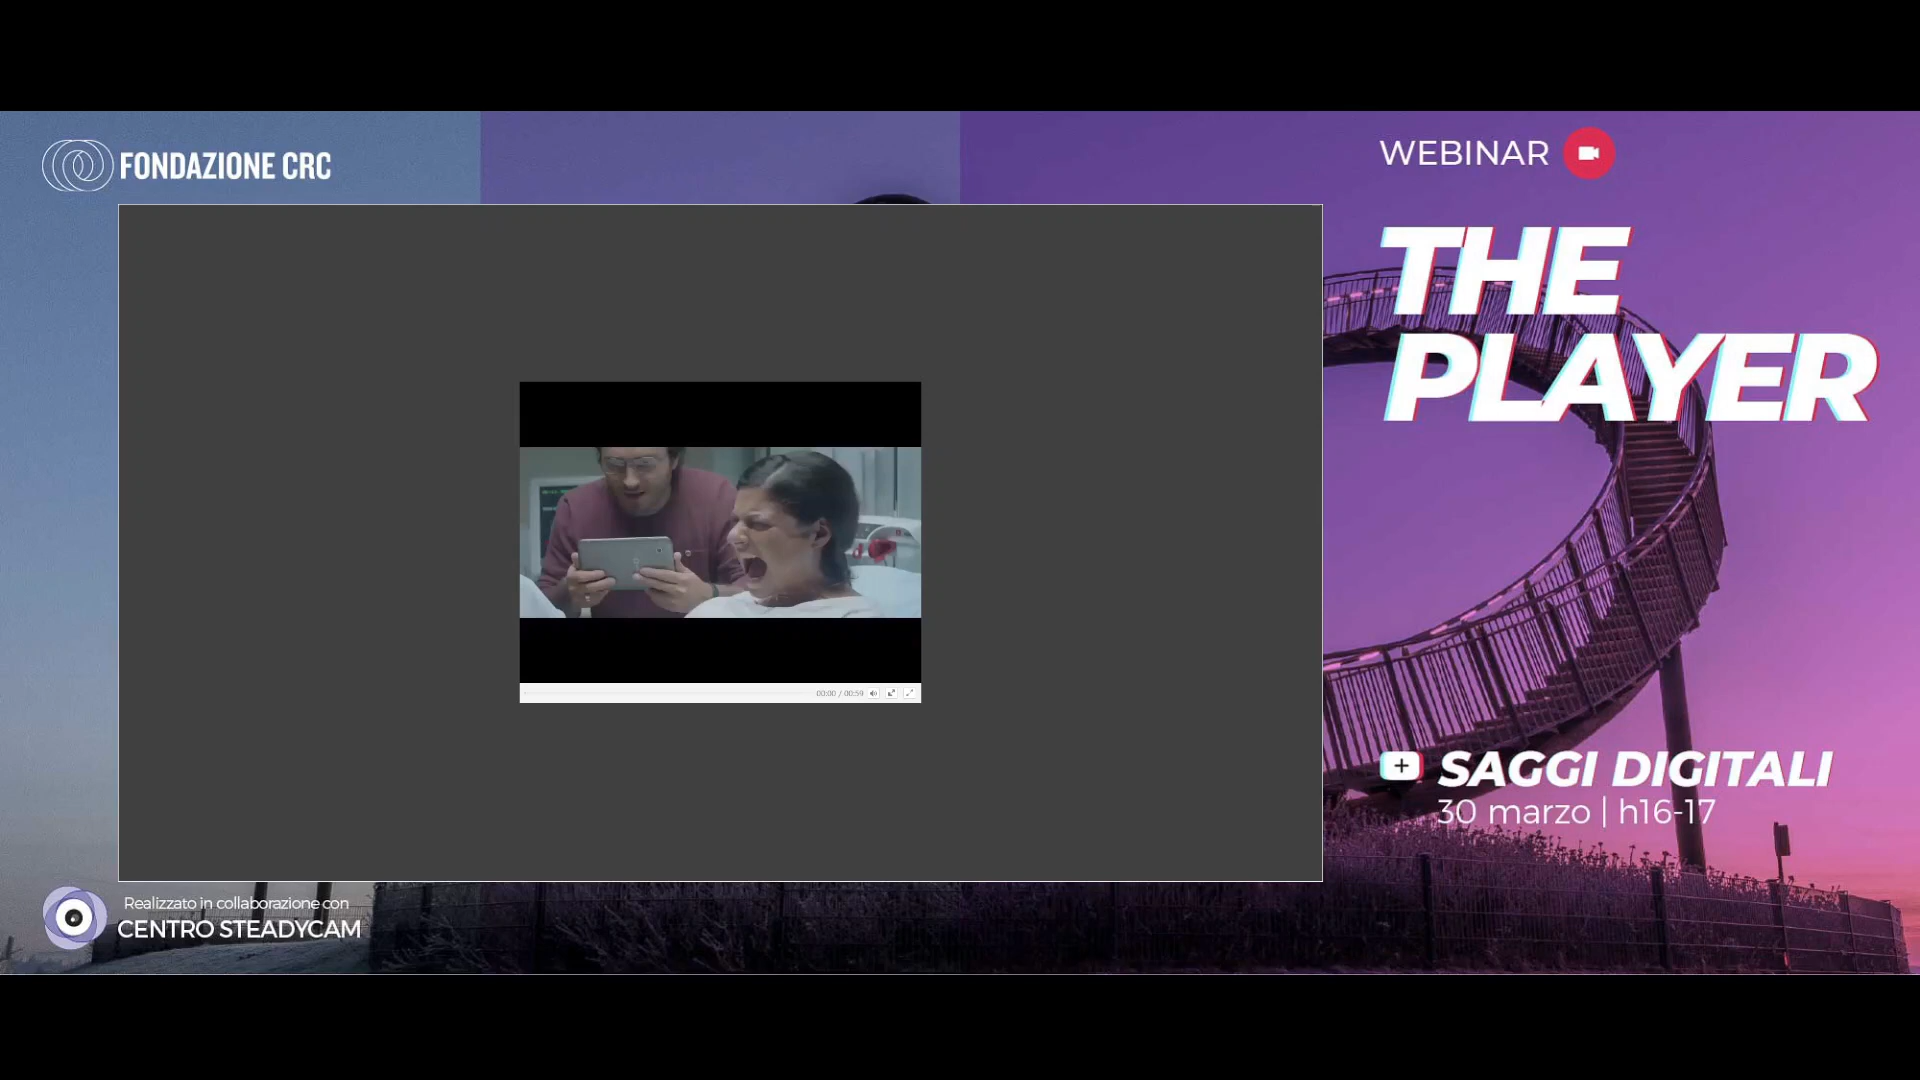 FONDAZIONE CRC
WEBINAR
THE
PLAYER
00:00 / 00:59
SAGGI DIGITALI
30 marzo | h16-17
Realizzato in collaborazione con
CENTRO STEADYCAM